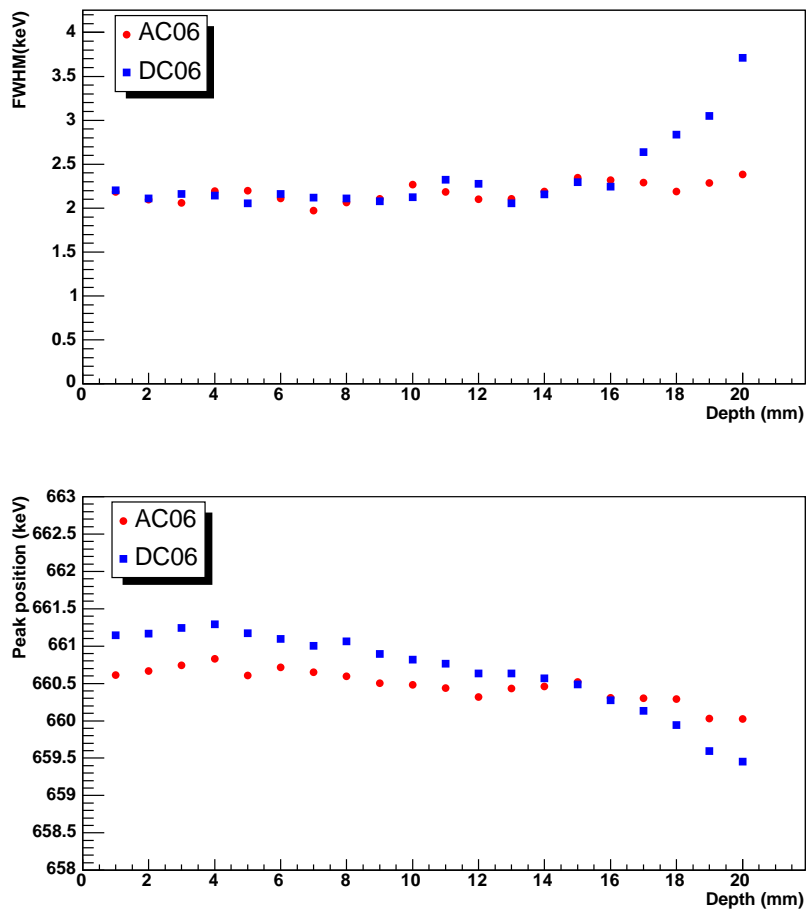 FWHM(keV)
AC06
DC06
4
3.5
3
2.5
2
1.5
1
0.5
0
0 2 4 6 8 10 12 14 16 18 20
Depth (mm)
Peak position (keV)
AC06
DC06
663
662.5
662
661.5
661
660.5
660
659.5
659
658.5
658
0 2 4 6 8 10 12 14 16 18 20
Depth (mm)